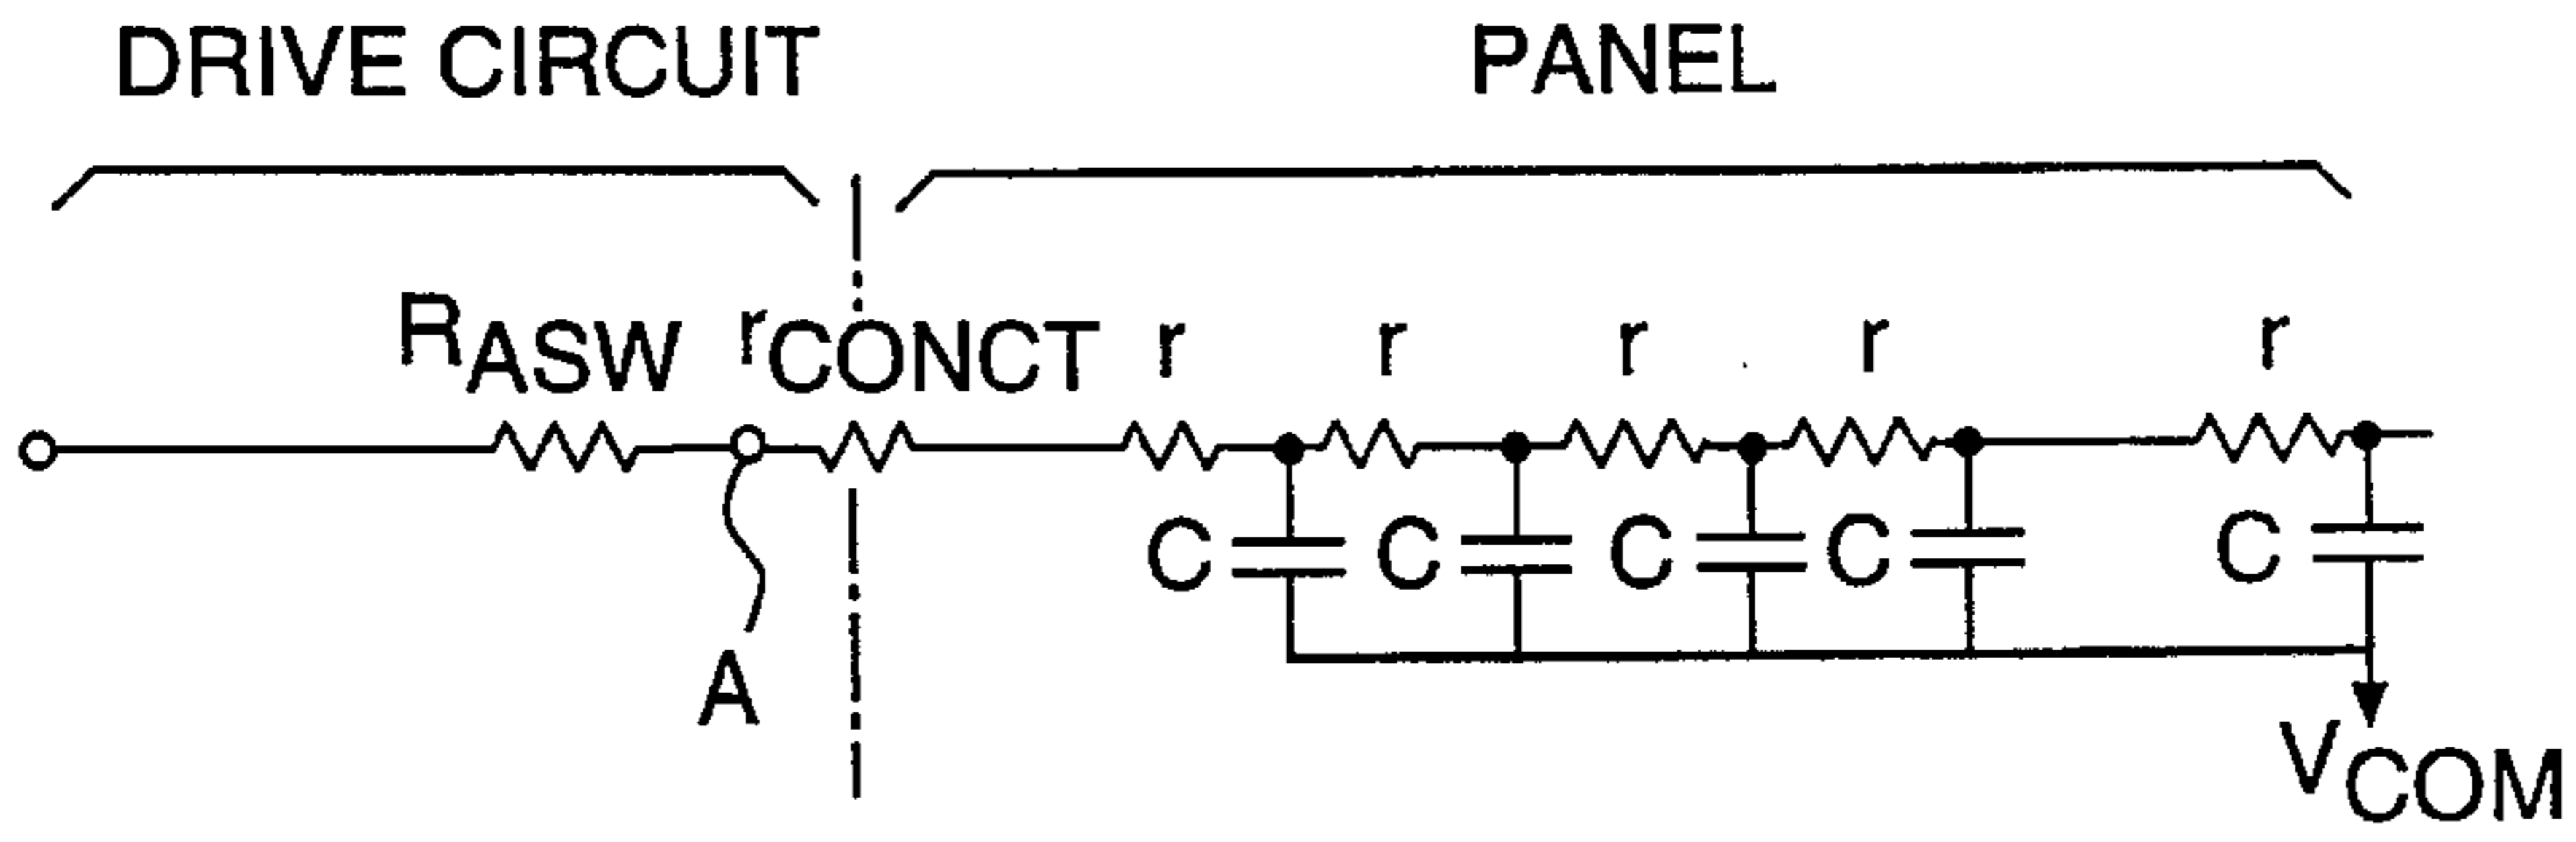 DRIVE CIRCUIT PANEL
RASW rCONCT r r r r r
C C C C C
A
VCOM